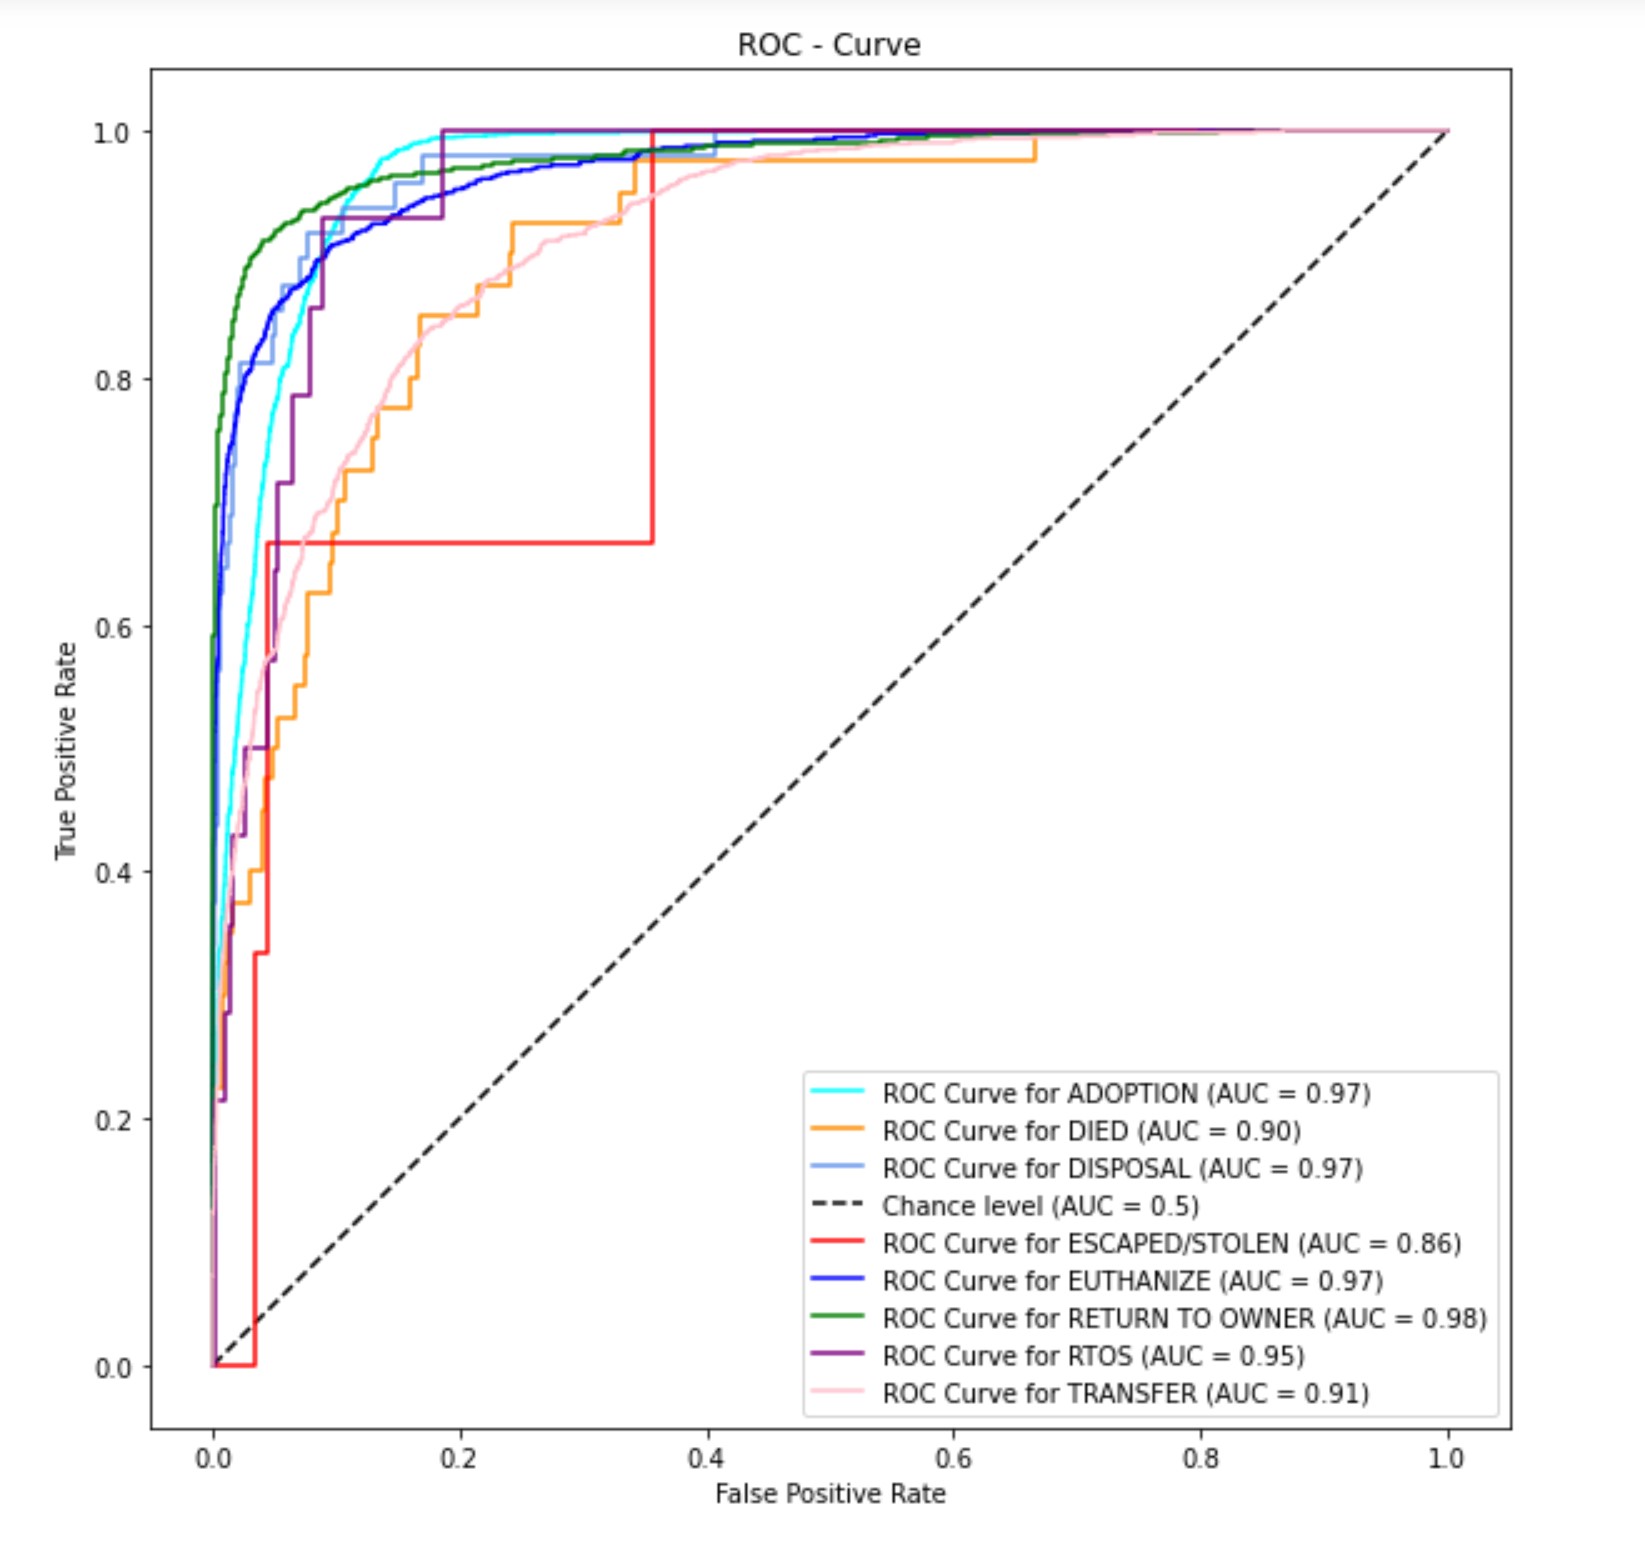 ROC - Curve
1.0
0.8
0.6
0.4
0.2
0.0
True Positive Rate
ROC Curve for ADOPTION (AUC = 0.97)
ROC Curve for DIED (AUC = 0.90)
ROC Curve for DISPOSAL (AUC = 0.97)
Chance level (AUC = 0.5)
ROC Curve for ESCAPED/STOLEN (AUC = 0.86)
ROC Curve for EUTHANIZE (AUC = 0.97)
ROC Curve for RETURN TO OWNER (AUC = 0.98)
ROC Curve for RTOS (AUC = 0.95)
ROC Curve for TRANSFER (AUC = 0.91)
0.0 0.2 0.4 0.6 0.8 1.0
False Positive Rate